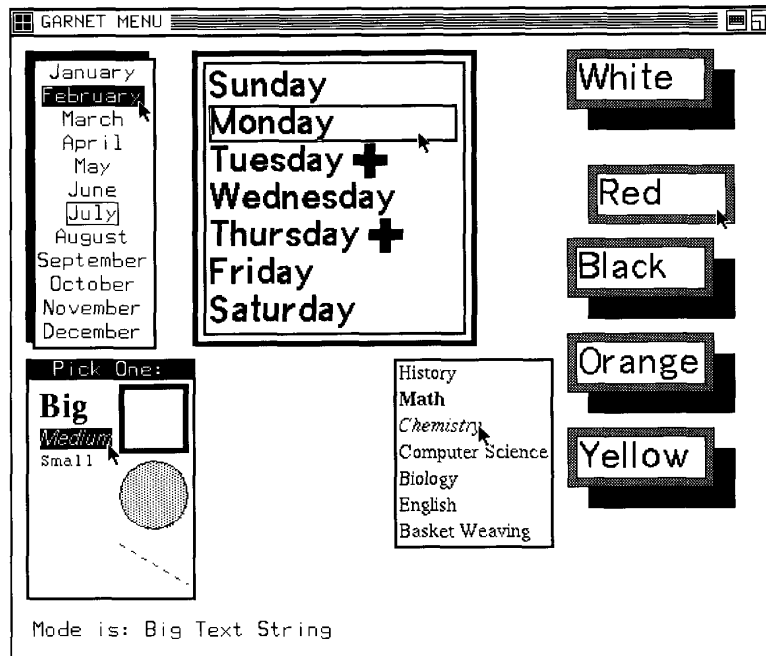 GARNET MENU
January
February
March
April
May
June
July
August
September
October
November
December
Sunday
Monday
Tuesday
Wednesday
Thursday
Friday
Saturday
White
Red
Black
Orange
Yellow
Pick One:
Big
Medium
Small
History
Math
Chemistry
Computer Science
Biology
English
Basket Weaving
Mode is: Big Text String